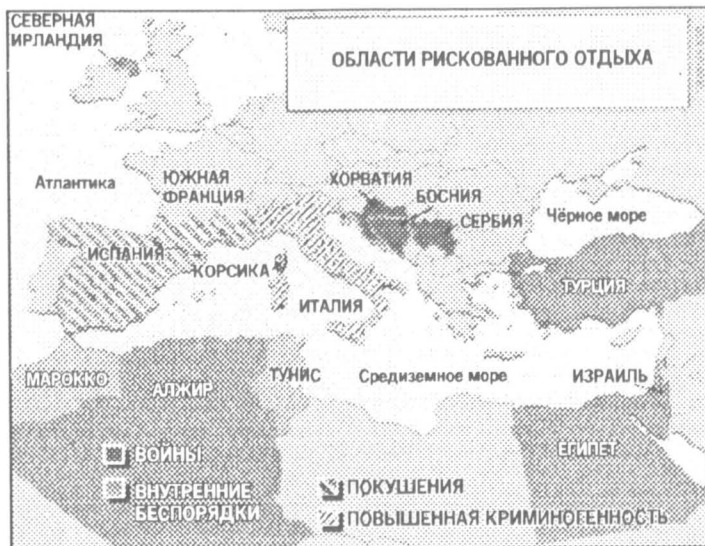 СЕВЕРНАЯ
ИРЛАНДИЯ
ОБЛАСТИ РИСКОВАННОГО ОТДЫХА
Атлантика
ЮЖНАЯ
ФРАНЦИЯ
ХОРВАТИЯ
БОСНИЯ
СЕРБИЯ
Чёрное море
ИСПАНИЯ
КОРСИКА
ИТАЛИЯ
ТУРЦИЯ
МАРОККО
АЛЖИР
ТУНИС
Средиземное море
ИЗРАИЛЬ
ЕГИПЕТ
ВОЙНЫ
ВНУТРЕННИЕ
БЕСПОРЯДКИ
ПОКУШЕНИЯ
ПОВЫШЕННАЯ КРИМИНОГЕННОСТЬ